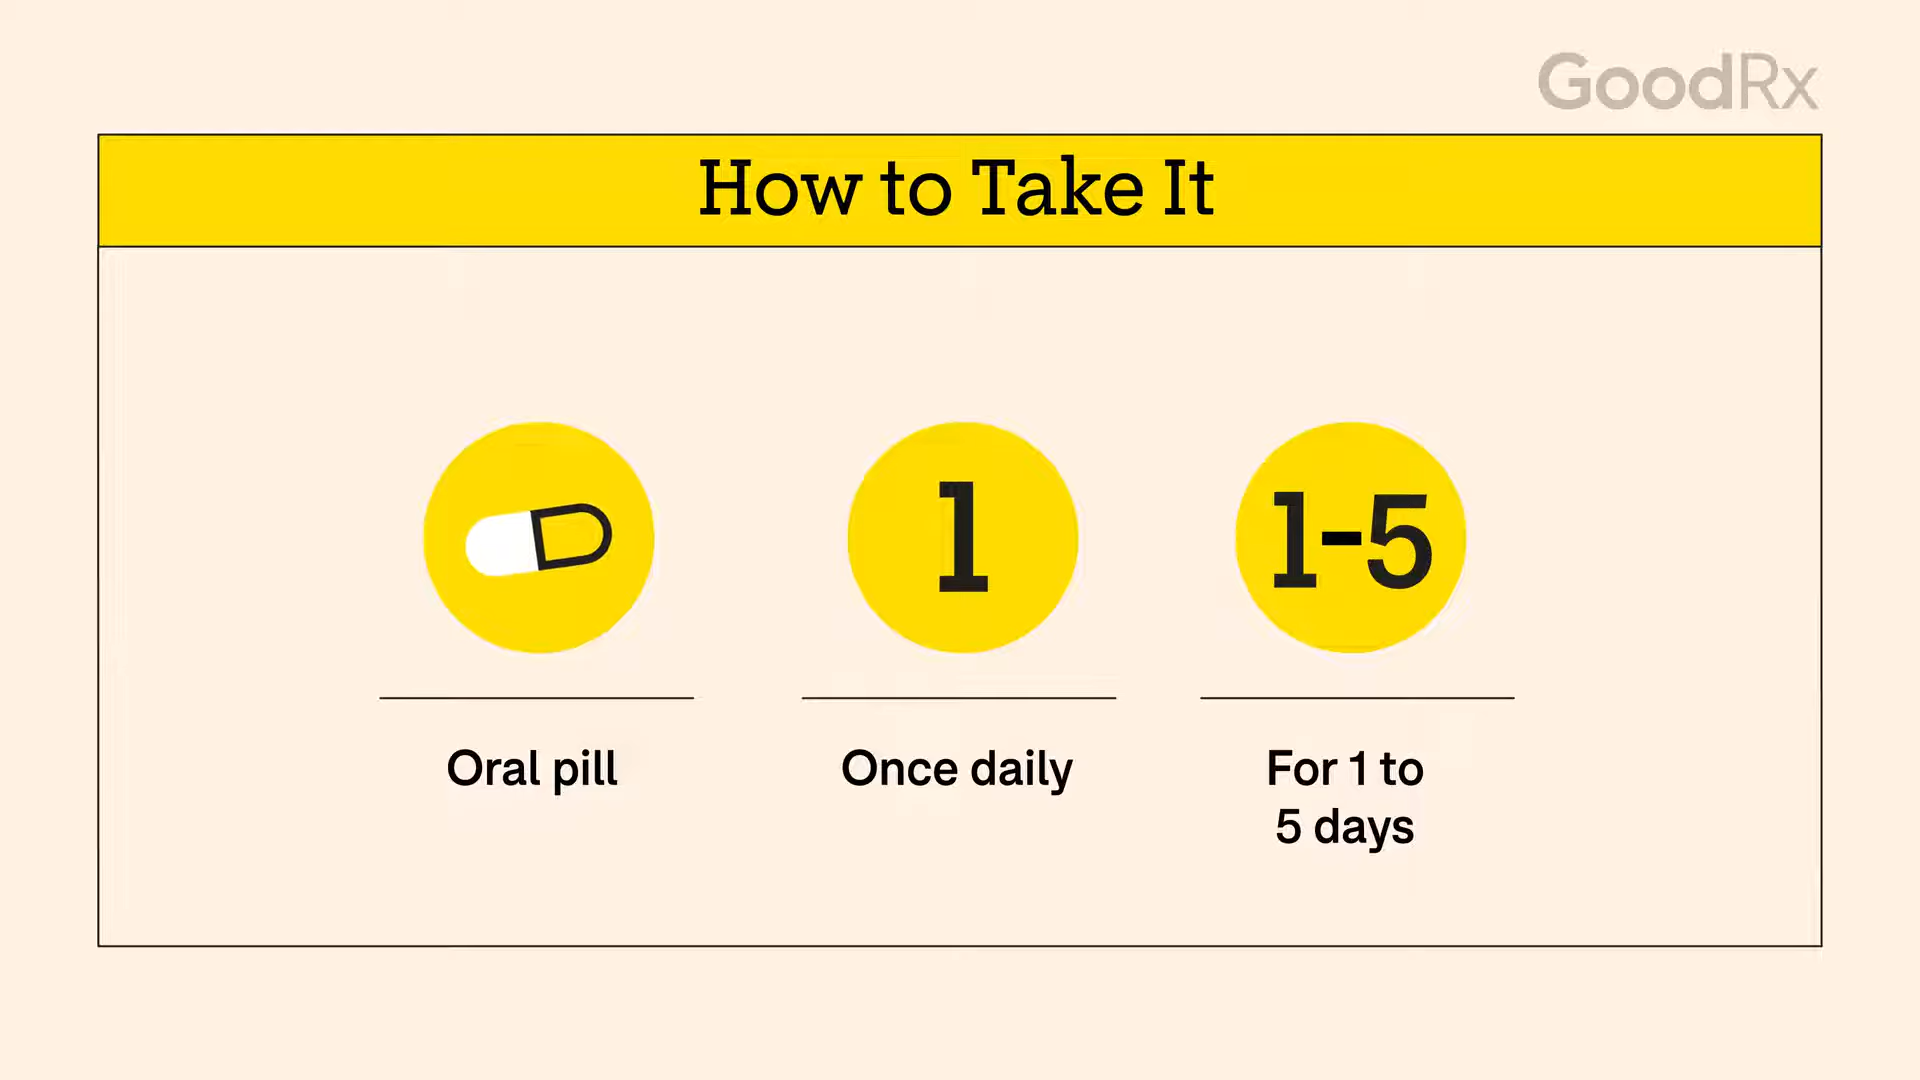 GoodRx
How to Take It
1
1-5
Oral pill
Once daily
For 1 to
5 days